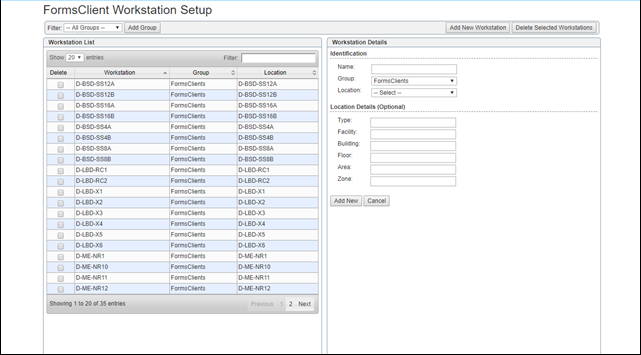 FormsClient Workstation Setup
Filter: -- All Groups -- Add Group Add New Workstation Delete Selected Workstations
Workstation List
Show 20 entries Filter:
Delete Workstation Group Location
D-BSD-SS12A FormsClients D-BSD-SS12A
D-BSD-SS12B FormsClients D-BSD-SS12B
D-BSD-SS16A FormsClients D-BSD-SS16A
D-BSD-SS16B FormsClients D-BSD-SS16B
D-BSD-SS4A FormsClients D-BSD-SS4A
D-BSD-SS4B FormsClients D-BSD-SS4B
D-BSD-SS8A FormsClients D-BSD-SS8A
D-BSD-SS8B FormsClients D-BSD-SS8B
D-LBD-RC1 FormsClients D-LBD-RC1
D-LBD-RC2 FormsClients D-LBD-RC2
D-LBD-X1 FormsClients D-LBD-X1
D-LBD-X2 FormsClients D-LBD-X2
D-LBD-X3 FormsClients D-LBD-X3
D-LBD-X4 FormsClients D-LBD-X4
D-LBD-X5 FormsClients D-LBD-X5
D-LBD-X6 FormsClients D-LBD-X6
D-ME-NR1 FormsClients D-ME-NR1
D-ME-NR10 FormsClients D-ME-NR10
D-ME-NR11 FormsClients D-ME-NR11
D-ME-NR12 FormsClients D-ME-NR12
Showing 1 to 20 of 35 entries Previous 1 2 Next
Workstation Details
Identification
Name:
Group: FormsClients
Location: -- Select --
Location Details (Optional)
Type:
Facility:
Building:
Floor:
Area:
Zone:
Add New Cancel